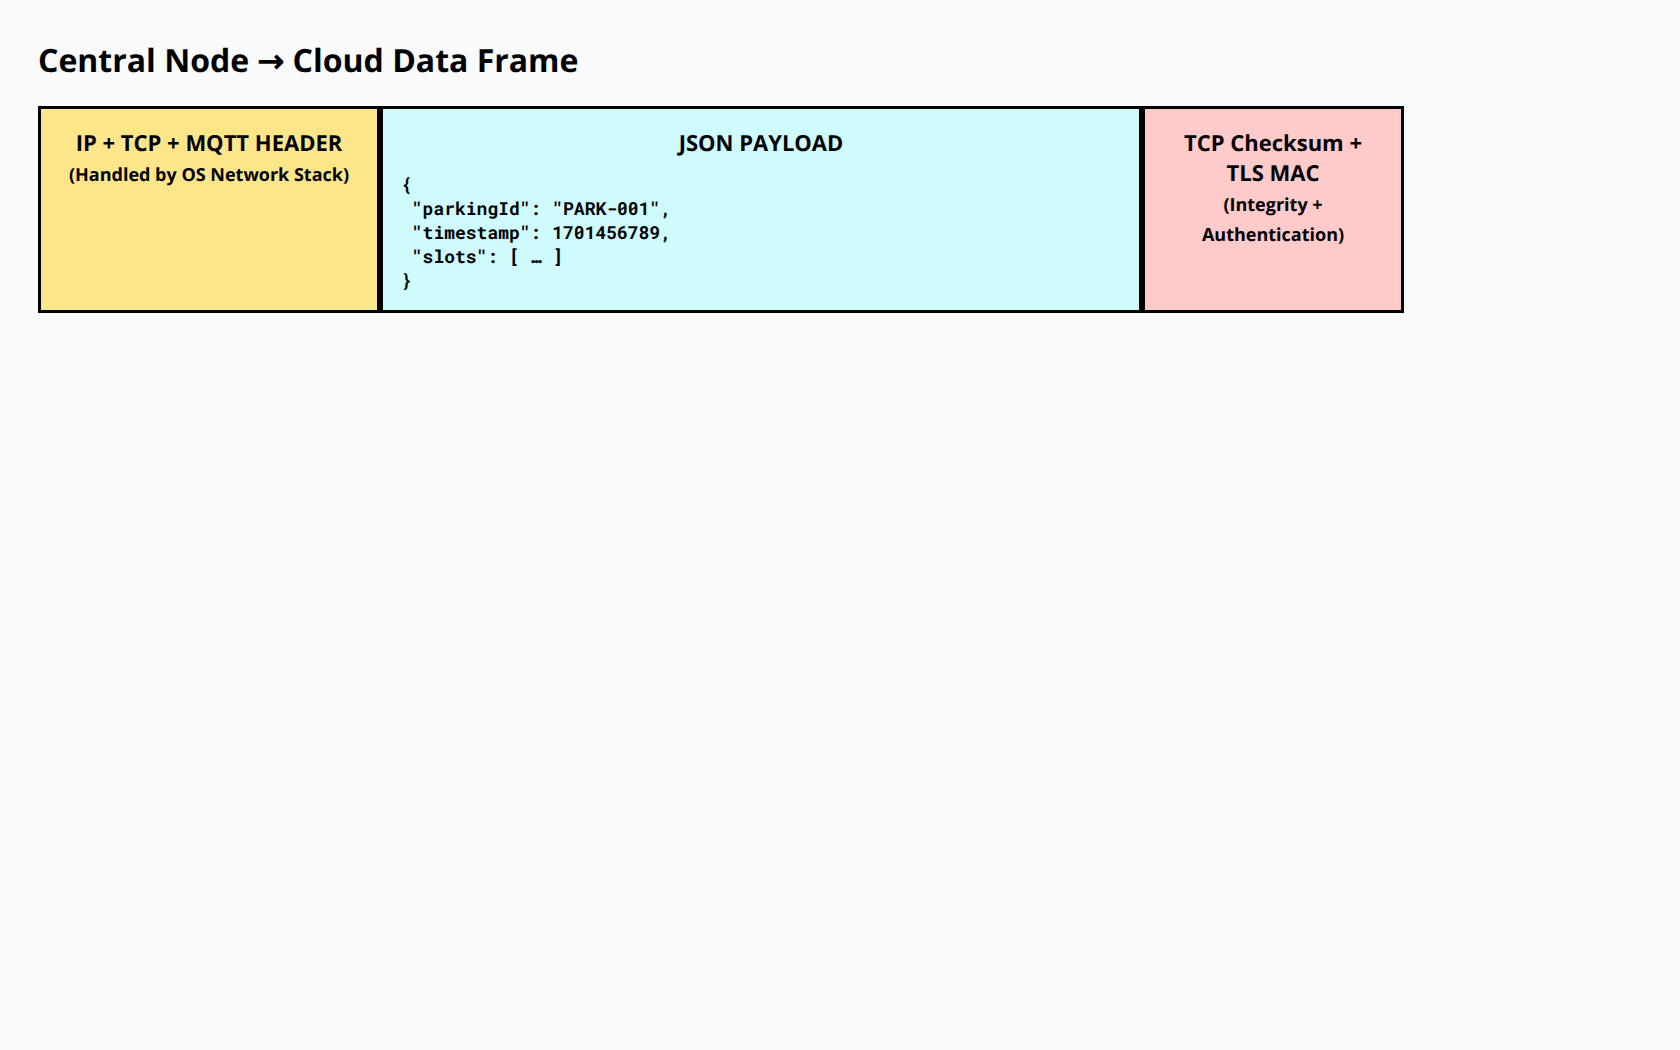 Central Node → Cloud Data Frame
IP + TCP + MQTT HEADER
(Handled by OS Network Stack)
JSON PAYLOAD
{
"parkingId": "PARK-001",
"timestamp": 1701456789,
"slots": [ … ]
}
TCP Checksum +
TLS MAC
(Integrity +
Authentication)